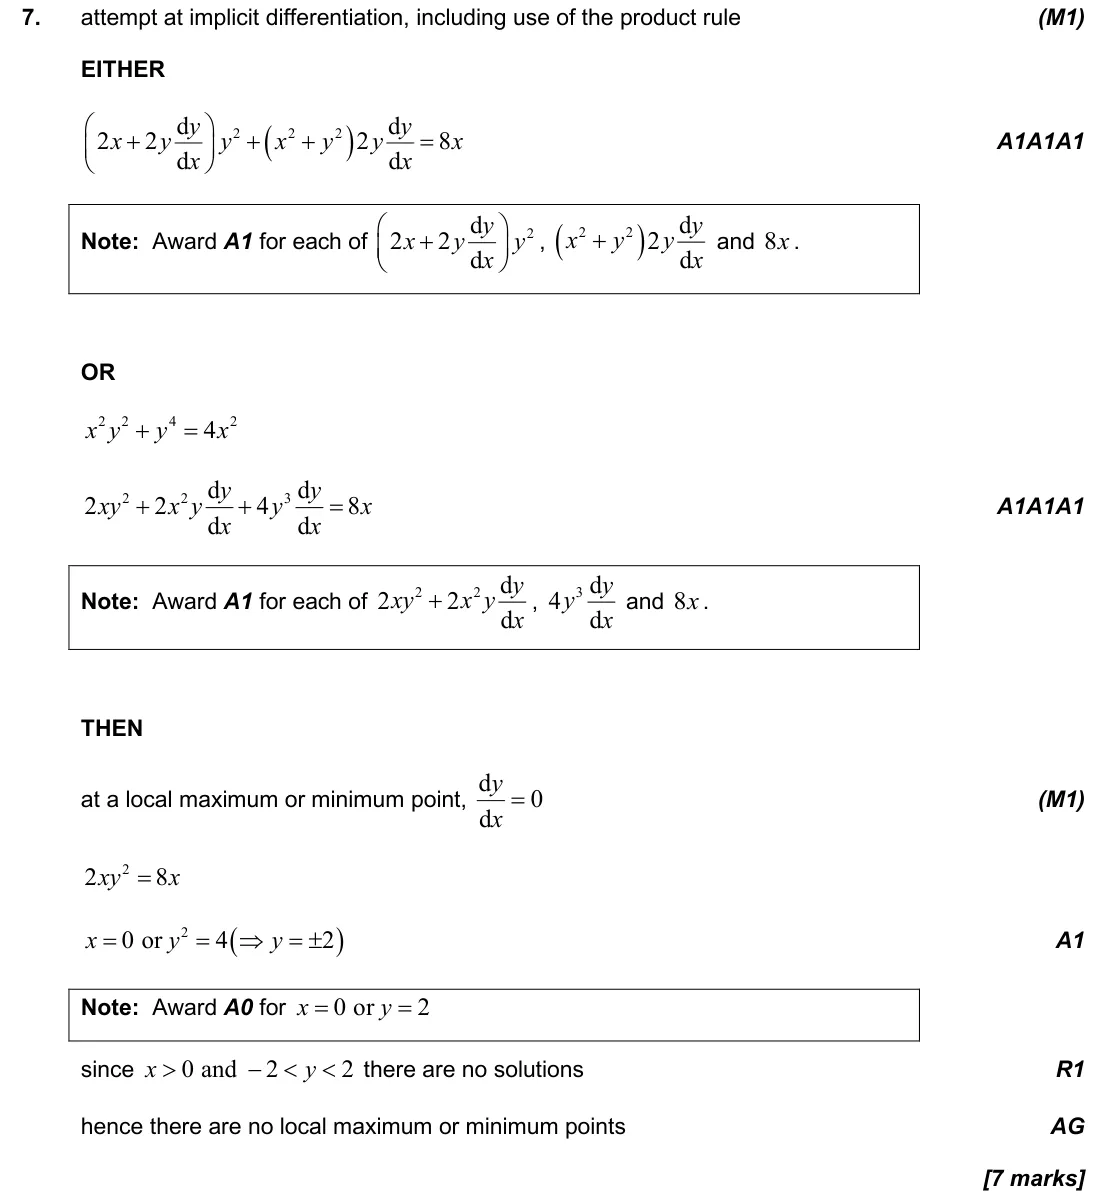 7. attempt at implicit differentiation, including use of the product rule (M1)
EITHER
(2x + 2y dy/dx)y² + (x² + y²)2y dy/dx = 8x A1A1A1
Note: Award A1 for each of (2x + 2y dy/dx)y², (x² + y²)2y dy/dx and 8x.
OR
x²y² + y⁴ = 4x²
2xy² + 2x²y dy/dx + 4y³ dy/dx = 8x A1A1A1
Note: Award A1 for each of 2xy² + 2x²y dy/dx, 4y³ dy/dx and 8x.
THEN
at a local maximum or minimum point, dy/dx = 0 (M1)
2xy² = 8x
x = 0 or y² = 4(⇒ y = ±2) A1
Note: Award A0 for x = 0 or y = 2
since x > 0 and −2 < y < 2 there are no solutions R1
hence there are no local maximum or minimum points AG
[7 marks]